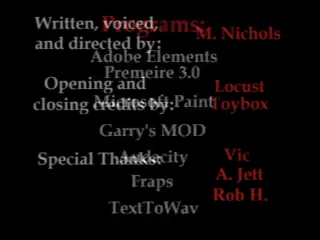 Written, voiced,
and directed by:
M. Nichols
Opening and
closing credits by:
Locust
Toybox
Special Thanks:
Vic
A. Jett
Rob H.
Programs:
Adobe Elements
Premeire 3.0
Microsoft Paint
Garry's MOD
Audacity
Fraps
TextToWav